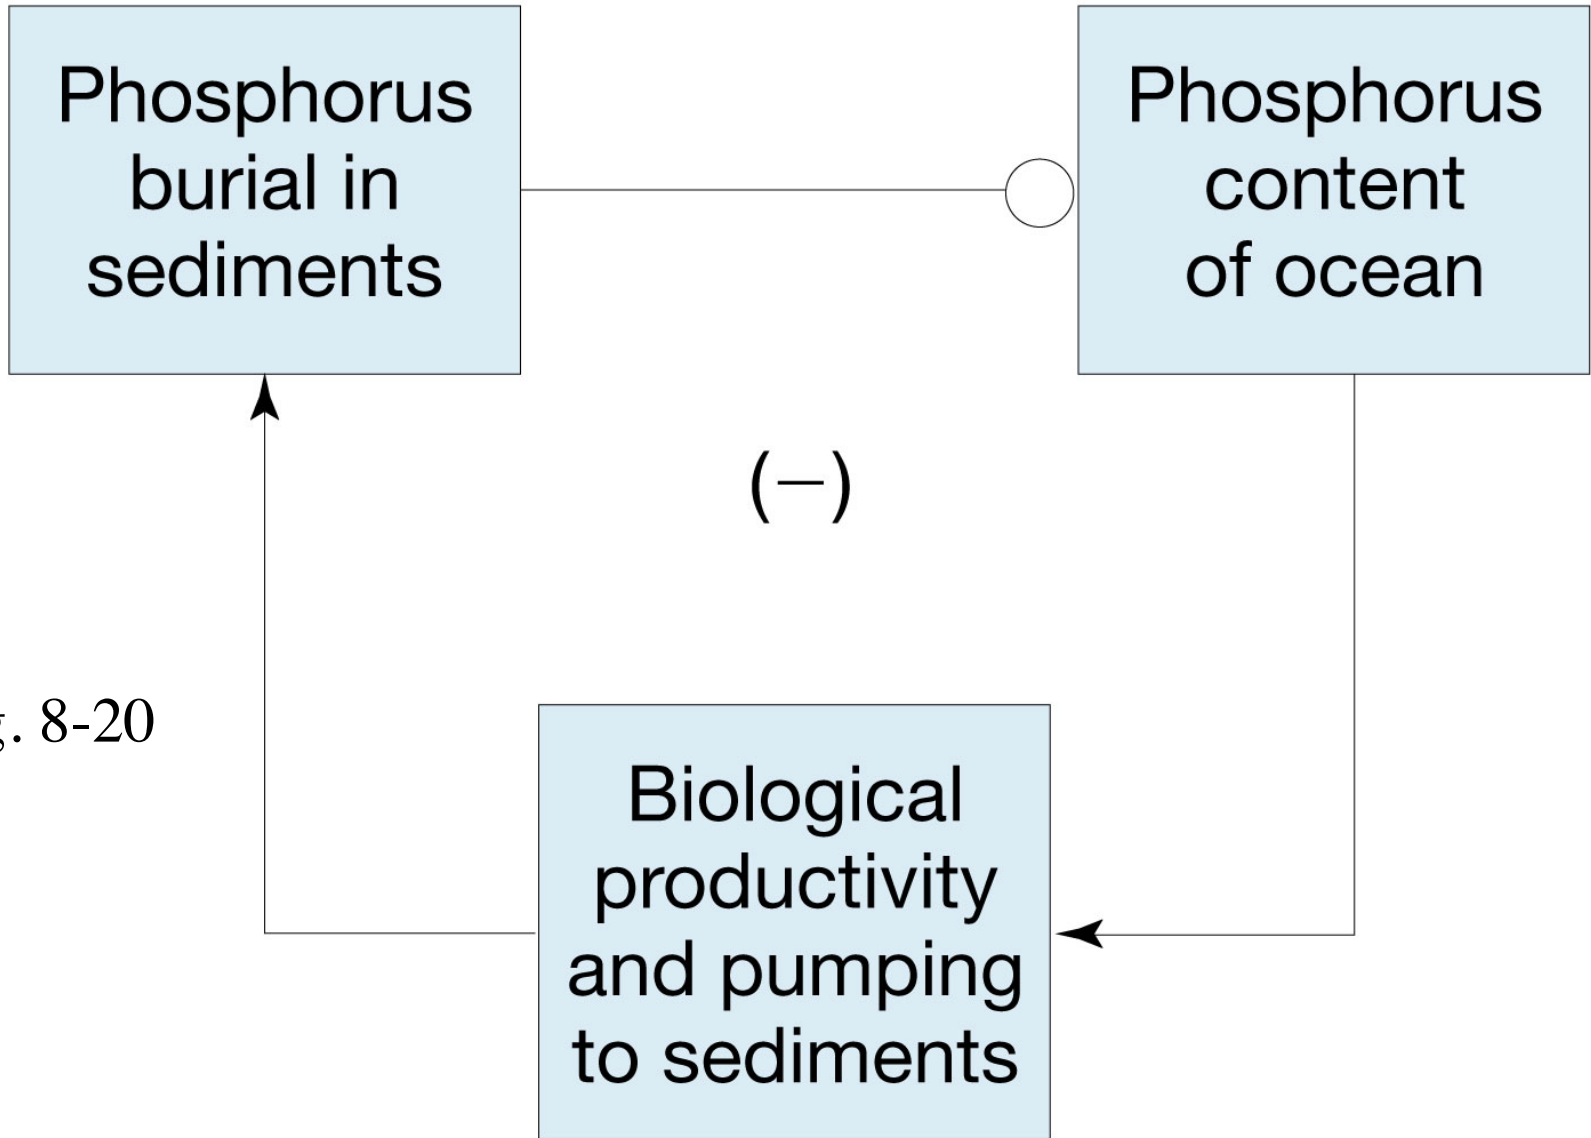 Phosphorus
burial in
sediments
Phosphorus
content
of ocean
(–)
8-20
Biological
productivity
and pumping
to sediments